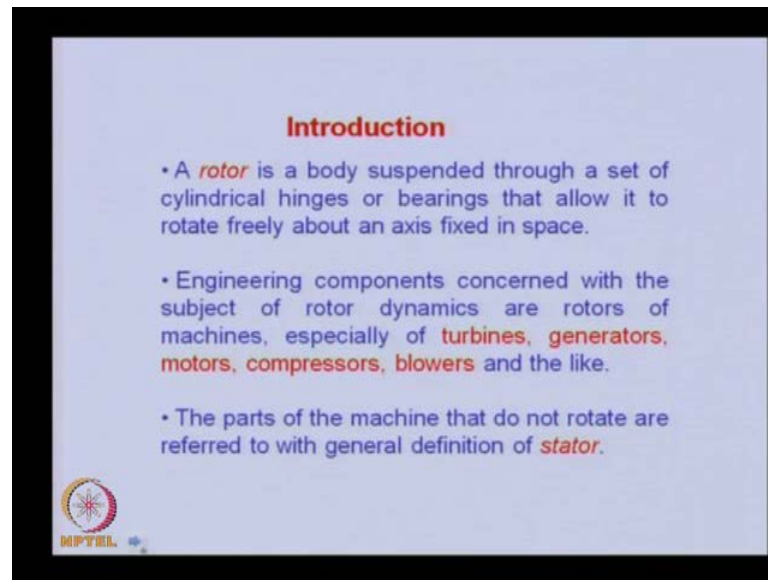 Introduction
• A rotor is a body suspended through a set of
cylindrical hinges or bearings that allow it to
rotate freely about an axis fixed in space.
• Engineering components concerned with the
subject of rotor dynamics are rotors of
machines, especially of turbines, generators,
motors, compressors, blowers and the like.
• The parts of the machine that do not rotate are
referred to with general definition of stator.
NPTEL